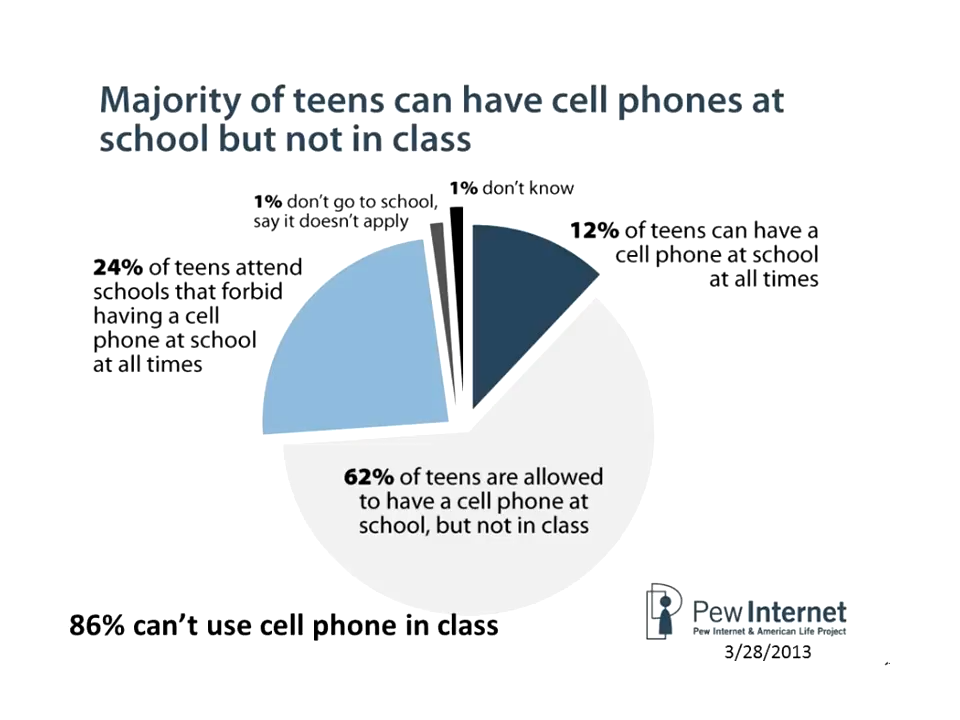 Majority of teens can have cell phones at
school but not in class
1% don't know
1% don't go to school,
say it doesn't apply
12% of teens can have a
cell phone at school
at all times
24% of teens attend
schools that forbid
having a cell
phone at school
at all times
62% of teens are allowed
to have a cell phone at
school, but not in class
86% can't use cell phone in class
Pew Internet
Pew Internet & American Life Project
3/28/2013